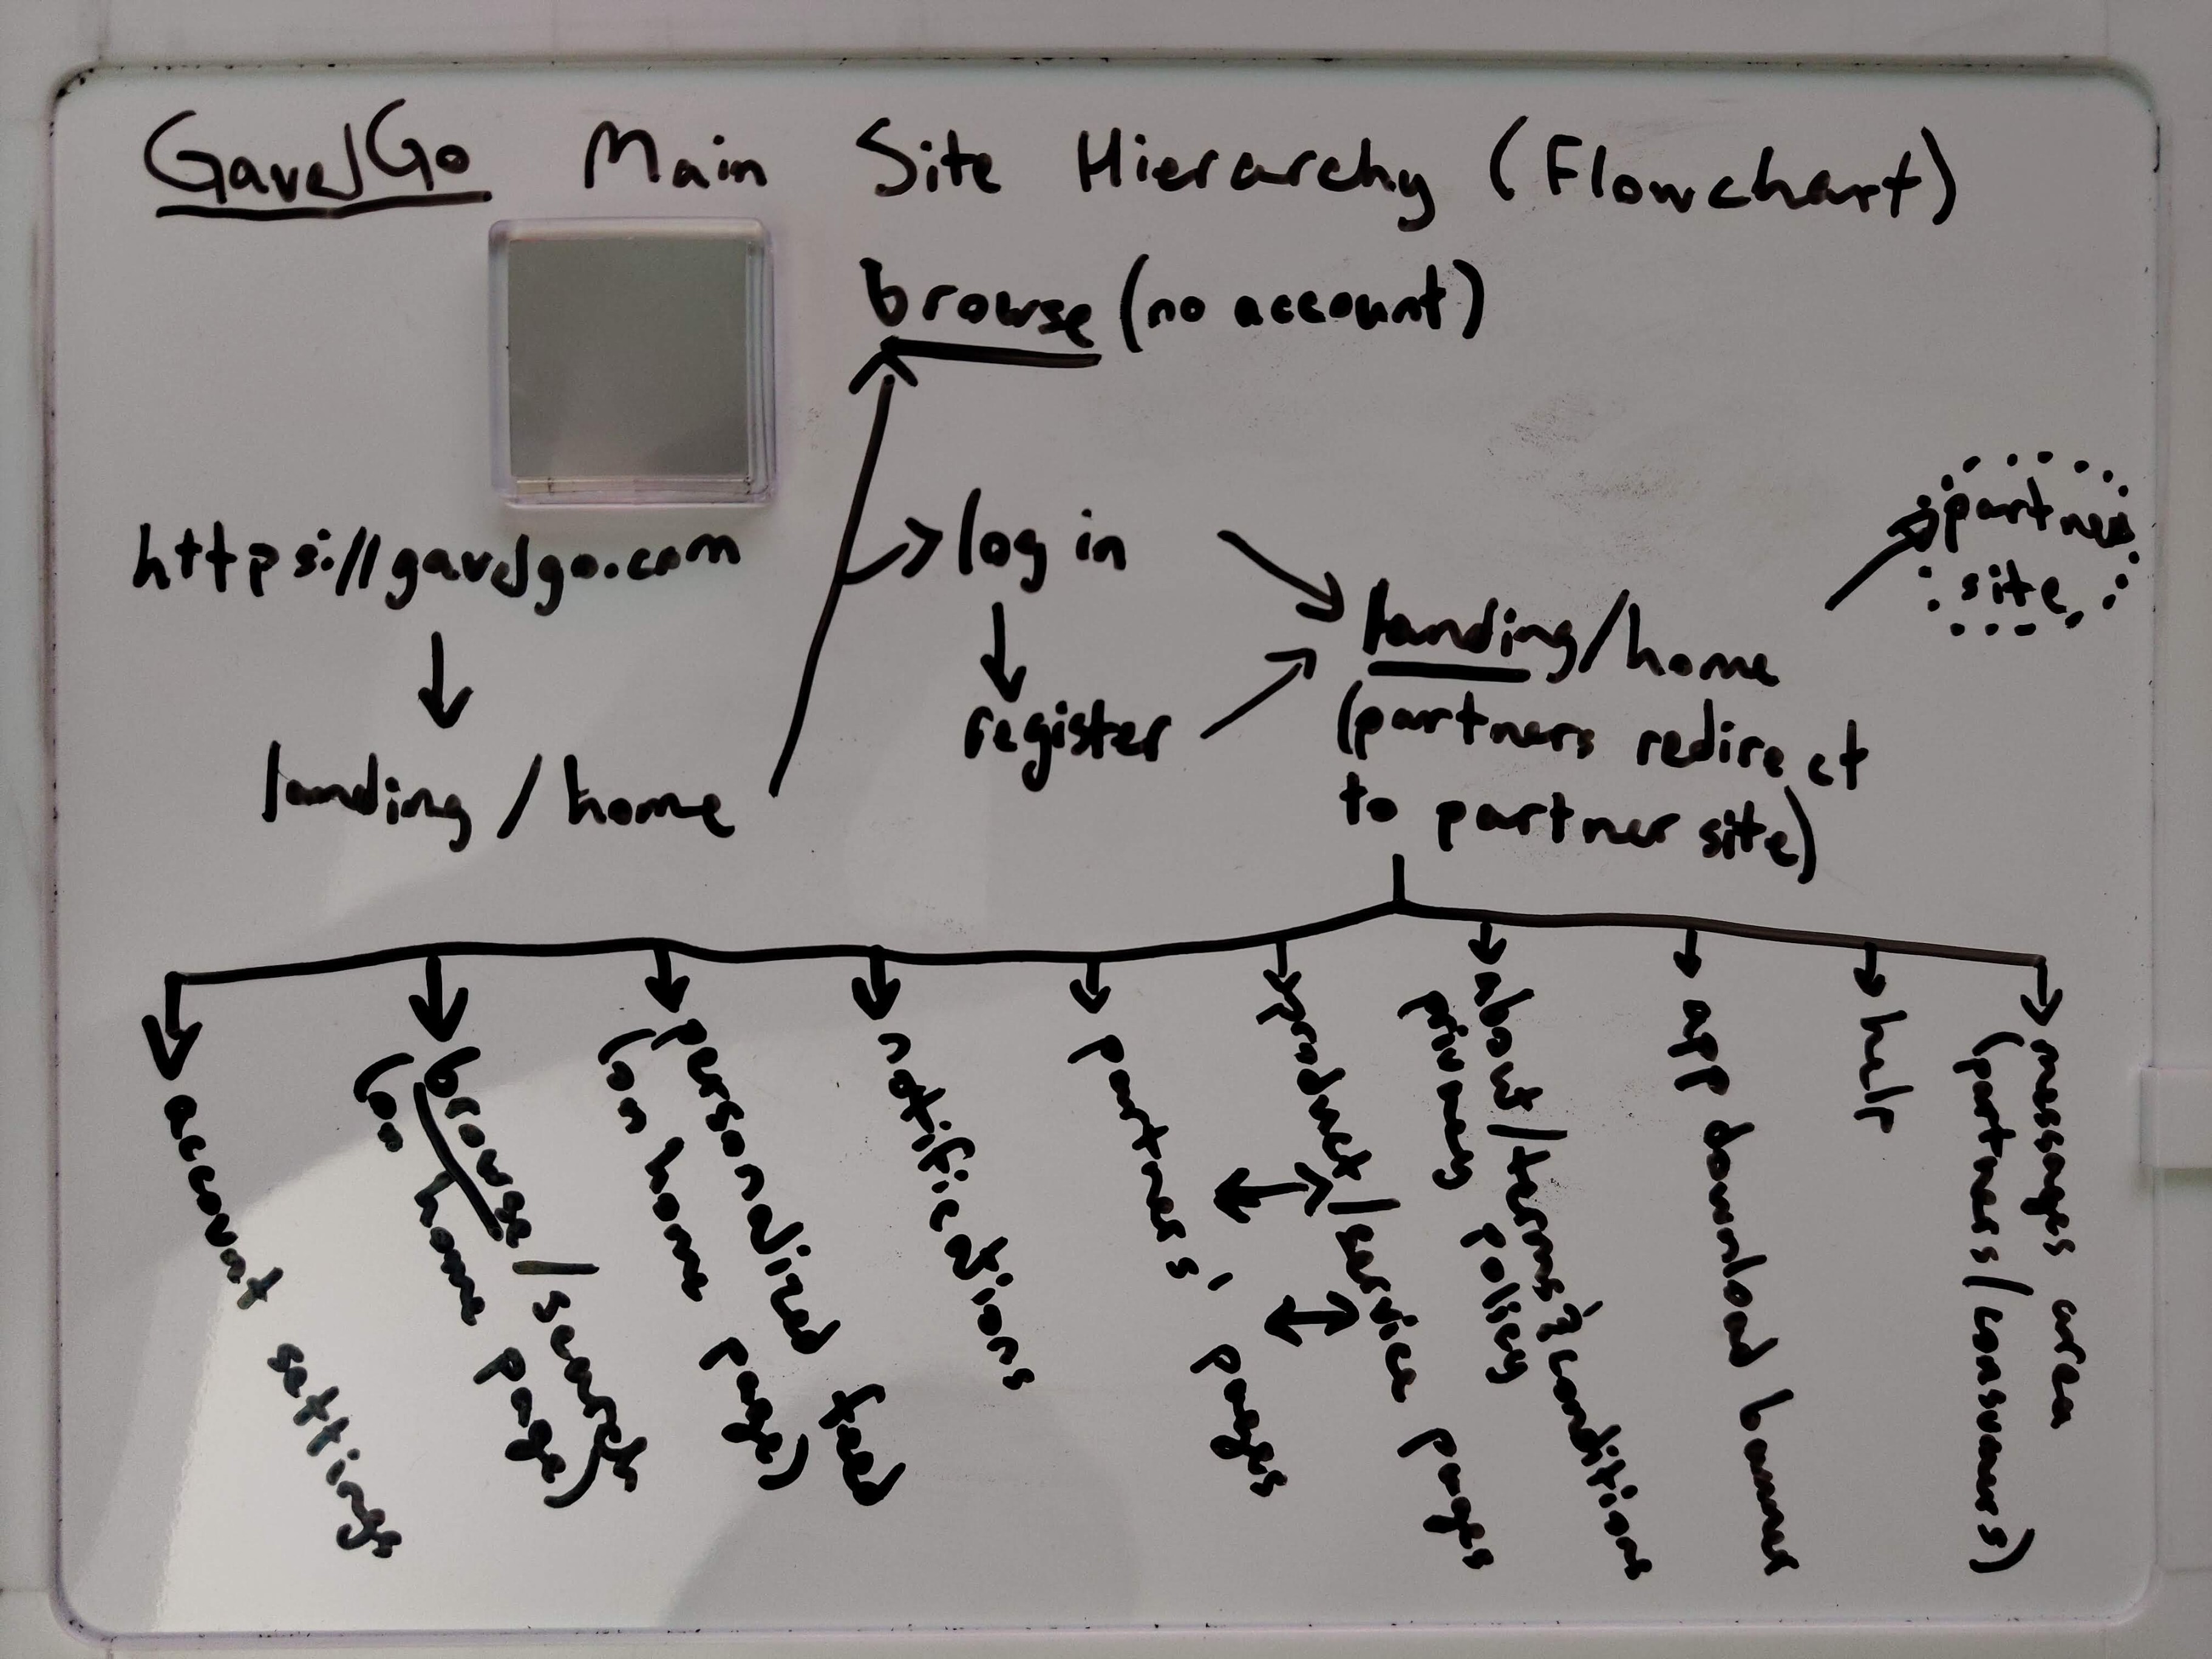 GavelGo Main Site Hierarchy (Flowchart)
browse (no account)
https://gavelgo.com
log in
partner
site
landing/home
register
(partners redirect
to partner site)
landing/home
account settings
browse/search
(on home page)
personalized feed
(on home page)
notifications
partners' pages
product/service pages
about/terms & conditions
privacy policy
app download banner
help
messages area
(partners/consumers)